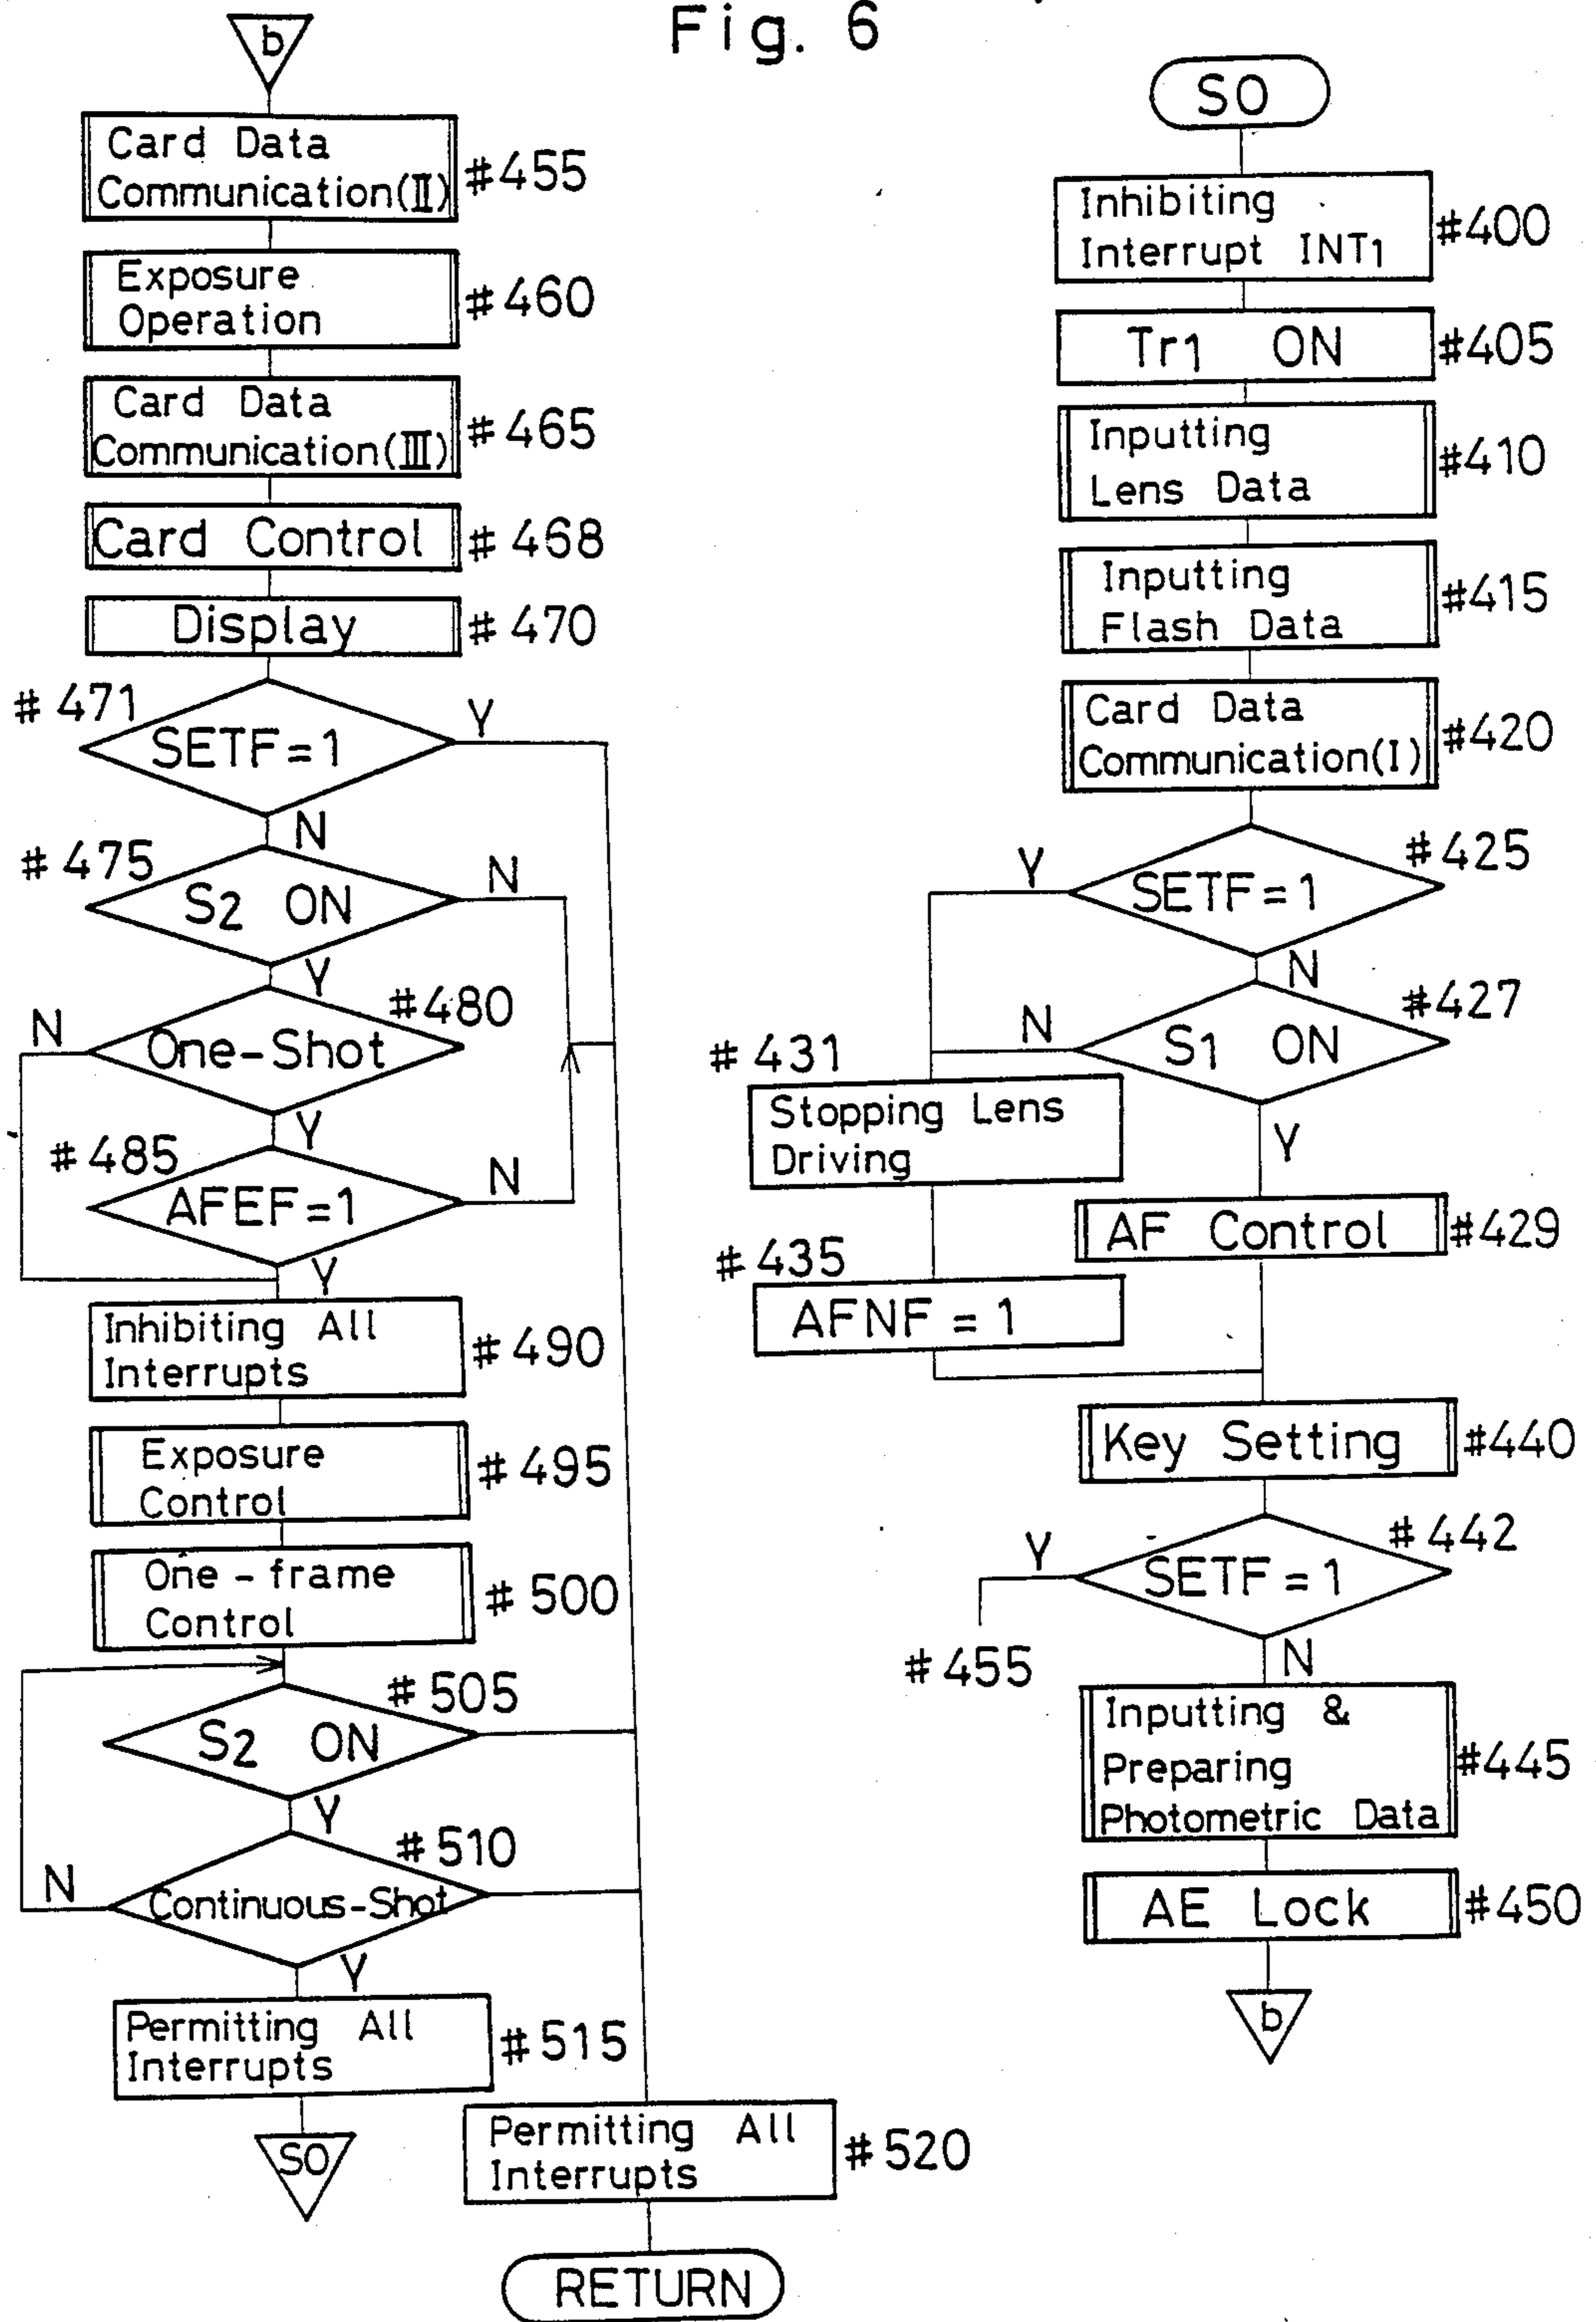 Fig. 6
b
Card Data
Communication(II)
#455
Exposure
Operation
#460
Card Data
Communication(III)
#465
Card Control
#468
Display
#470
#471
SETF=1
Y
N
#475
S2 ON
N
Y
#480
One-Shot
N
Y
#485
AFEF=1
N
Y
Inhibiting All
Interrupts
#490
Exposure
Control
#495
One-frame
Control
#500
#505
S2 ON
Y
#510
Continuous-Shot
N
Y
Permitting All
Interrupts
#515
SO
Permitting All
Interrupts
#520
RETURN
SO
Inhibiting
Interrupt INT1
#400
Tr1 ON
#405
Inputting
Lens Data
#410
Inputting
Flash Data
#415
Card Data
Communication(I)
#420
#425
SETF=1
Y
N
#427
S1 ON
N
Y
#431
Stopping Lens
Driving
AF Control
#429
#435
AFNF=1
Key Setting
#440
#442
SETF=1
Y
#455
N
Inputting &
Preparing
Photometric Data
#445
AE Lock
#450
b